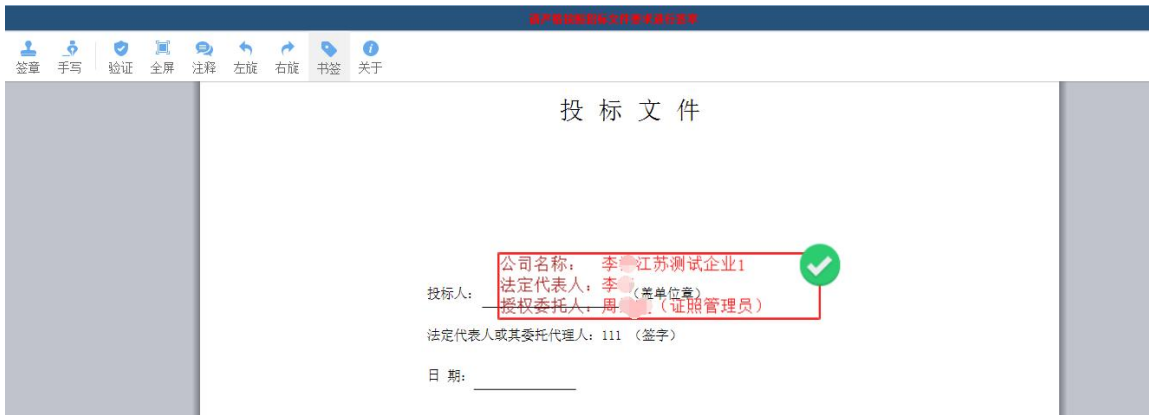 签章 手写 验证 全屏 注释 左旋 右旋 书签 关于
投 标 文 件
公司名称: 李 江苏测试企业1
法定代表人: 李
投标人: (盖单位章)
授权委托人: 周 (证照管理员)
法定代表人或其委托代理人: 111 (签字)
日 期: